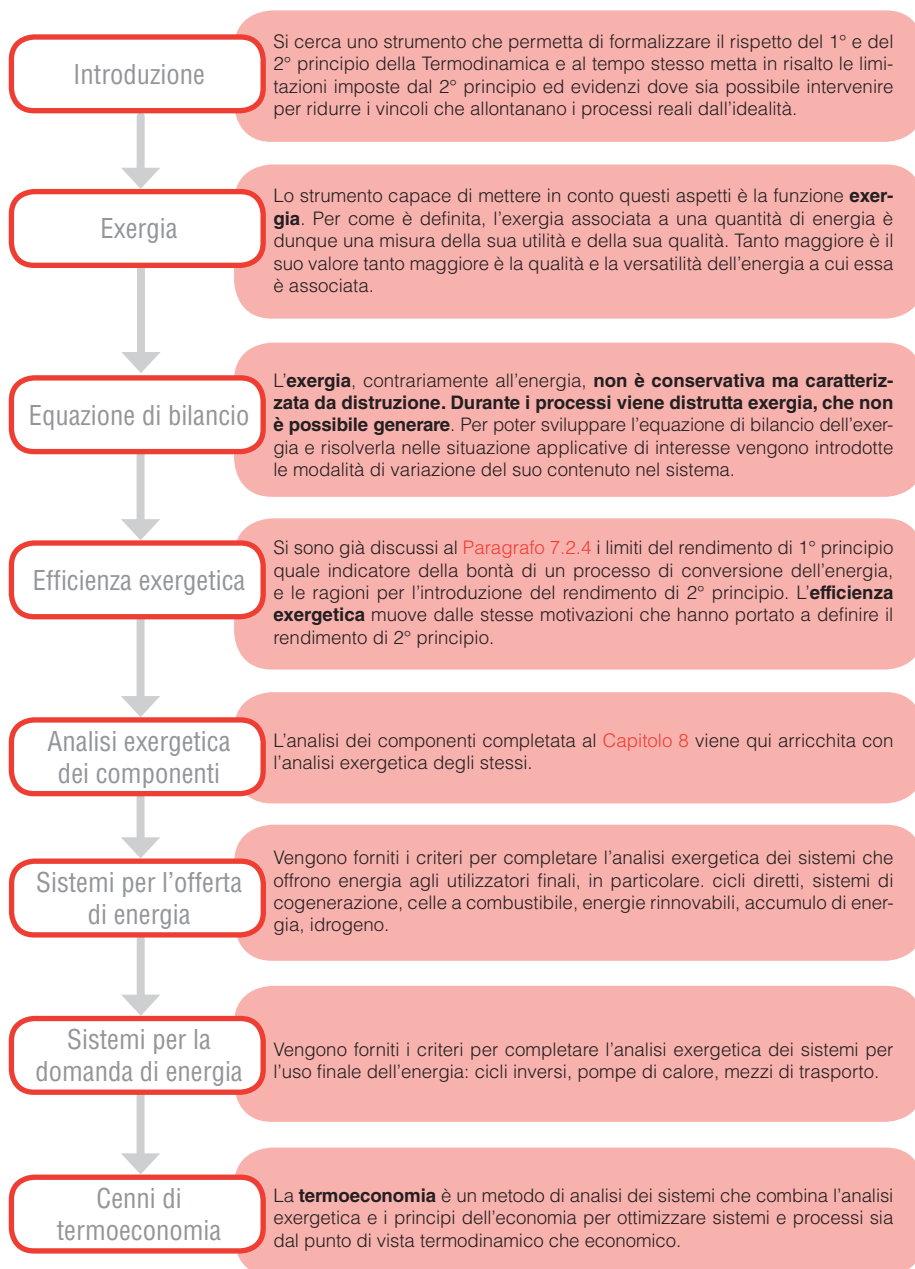 Introduzione
Si cerca uno strumento che permetta di formalizzare il rispetto del 1° e del
2° principio della Termodinamica e al tempo stesso metta in risalto le limi-
tazioni imposte dal 2° principio ed evidenzi dove sia possibile intervenire
per ridurre i vincoli che allontanano i processi reali dall'idealità.
Exergia
Lo strumento capace di mettere in conto questi aspetti è la funzione exer-
gia. Per come è definita, l'exergia associata a una quantità di energia è
dunque una misura della sua utilità e della sua qualità. Tanto maggiore è il
suo valore tanto maggiore è la qualità e la versatilità dell'energia a cui essa
è associata.
Equazione di bilancio
L'exergia, contrariamente all'energia, non è conservativa ma caratteriz-
zata da distruzione. Durante i processi viene distrutta exergia, che non
è possibile generare. Per poter sviluppare l'equazione di bilancio dell'exer-
gia e risolverla nelle situazione applicative di interesse vengono introdotte
le modalità di variazione del suo contenuto nel sistema.
Efficienza exergetica
Si sono già discussi al Paragrafo 7.2.4 i limiti del rendimento di 1° principio
quale indicatore della bontà di un processo di conversione dell'energia,
e le ragioni per l'introduzione del rendimento di 2° principio. L'efficienza
exergetica muove dalle stesse motivazioni che hanno portato a definire il
rendimento di 2° principio.
Analisi exergetica
dei componenti
L'analisi dei componenti completata al Capitolo 8 viene qui arricchita con
l'analisi exergetica degli stessi.
Sistemi per l'offerta
di energia
Vengono forniti i criteri per completare l'analisi exergetica dei sistemi che
offrono energia agli utilizzatori finali, in particolare. cicli diretti, sistemi di
cogenerazione, celle a combustibile, energie rinnovabili, accumulo di ener-
gia, idrogeno.
Sistemi per la
domanda di energia
Vengono forniti i criteri per completare l'analisi exergetica dei sistemi per
l'uso finale dell'energia: cicli inversi, pompe di calore, mezzi di trasporto.
Cenni di
termoeconomia
La termoeconomia è un metodo di analisi dei sistemi che combina l'analisi
exergetica e i principi dell'economia per ottimizzare sistemi e processi sia
dal punto di vista termodinamico che economico.